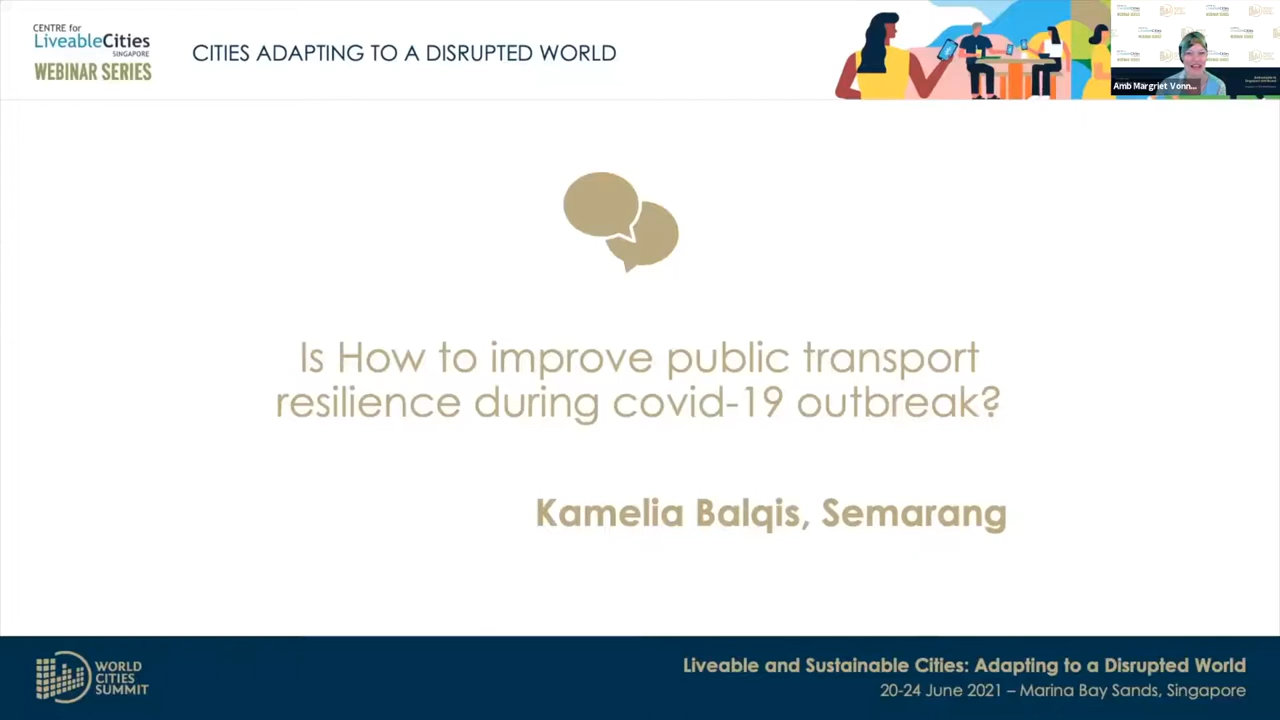 CENTRE for
LiveableCities
SINGAPORE
WEBINAR SERIES
CITIES ADAPTING TO A DISRUPTED WORLD
Amb Margriet Vonn...
Is How to improve public transport
resilience during covid-19 outbreak?
Kamelia Balqis, Semarang
WORLD
CITIES
SUMMIT
Liveable and Sustainable Cities: Adapting to a Disrupted World
20-24 June 2021 – Marina Bay Sands, Singapore